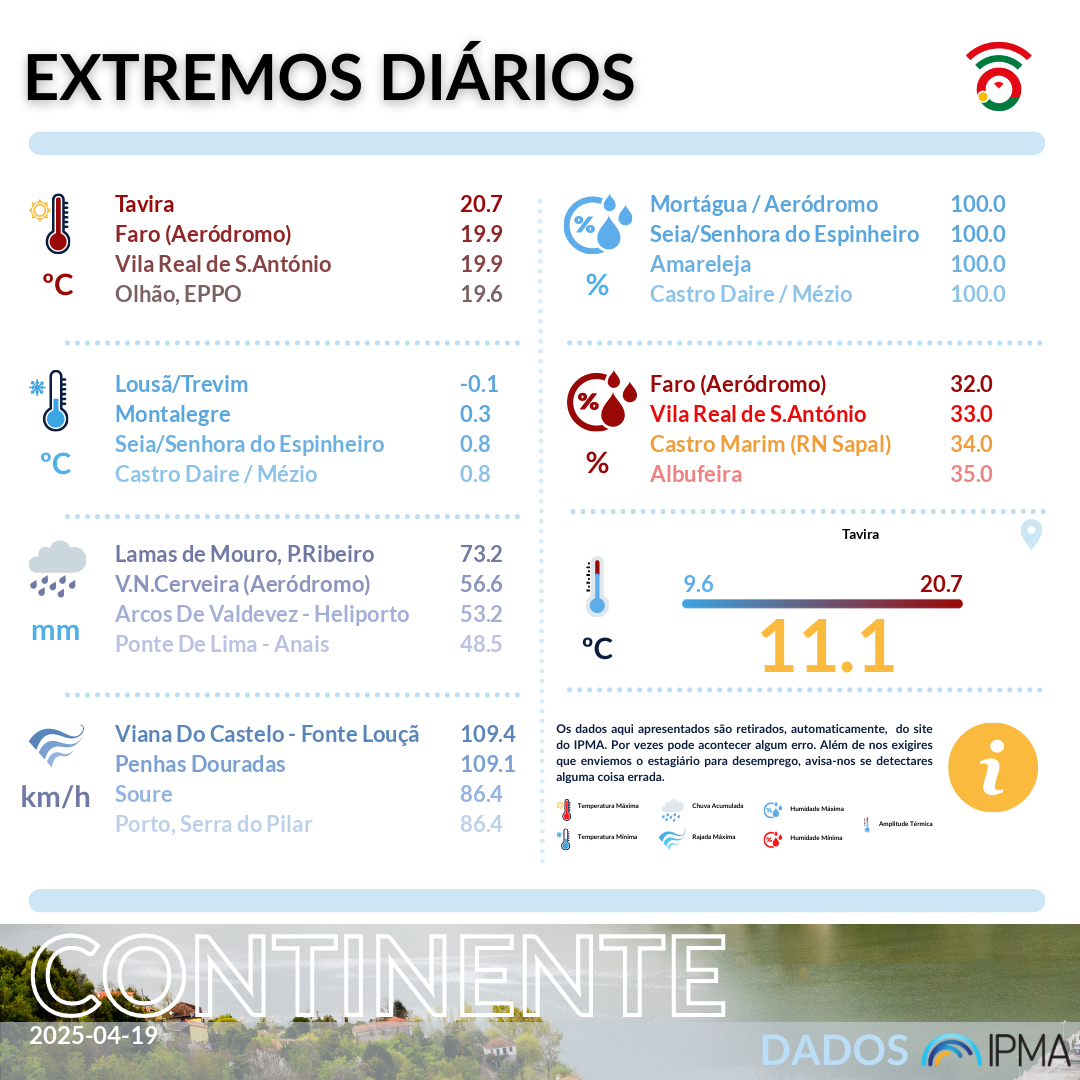 EXTREMOS DIÁRIOS
ºC
Tavira 20.7
Faro (Aeródromo) 19.9
Vila Real de S.António 19.9
Olhão, EPPO 19.6
ºC
Lousã/Trevim -0.1
Montalegre 0.3
Seia/Senhora do Espinheiro 0.8
Castro Daire / Mézio 0.8
mm
Lamas de Mouro, P.Ribeiro 73.2
V.N.Cerveira (Aeródromo) 56.6
Arcos De Valdevez - Heliporto 53.2
Ponte De Lima - Anais 48.5
km/h
Viana Do Castelo - Fonte Louçã 109.4
Penhas Douradas 109.1
Soure 86.4
Porto, Serra do Pilar 86.4
%
%
Mortágua / Aeródromo 100.0
Seia/Senhora do Espinheiro 100.0
Amareleja 100.0
Castro Daire / Mézio 100.0
%
%
Faro (Aeródromo) 32.0
Vila Real de S.António 33.0
Castro Marim (RN Sapal) 34.0
Albufeira 35.0
Tavira
ºC
9.6 20.7
11.1
Os dados aqui apresentados são retirados, automaticamente, do site
do IPMA. Por vezes pode acontecer algum erro. Além de nos exigires
que enviemos o estagiário para desemprego, avisa-nos se detectares
alguma coisa errada.
i
Temperatura Máxima
Chuva Acumulada
Humidade Máxima
Amplitude Térmica
Temperatura Mínima
Rajada Máxima
Humidade Mínima
CONTINENTE
2025-04-19
DADOS IPMA